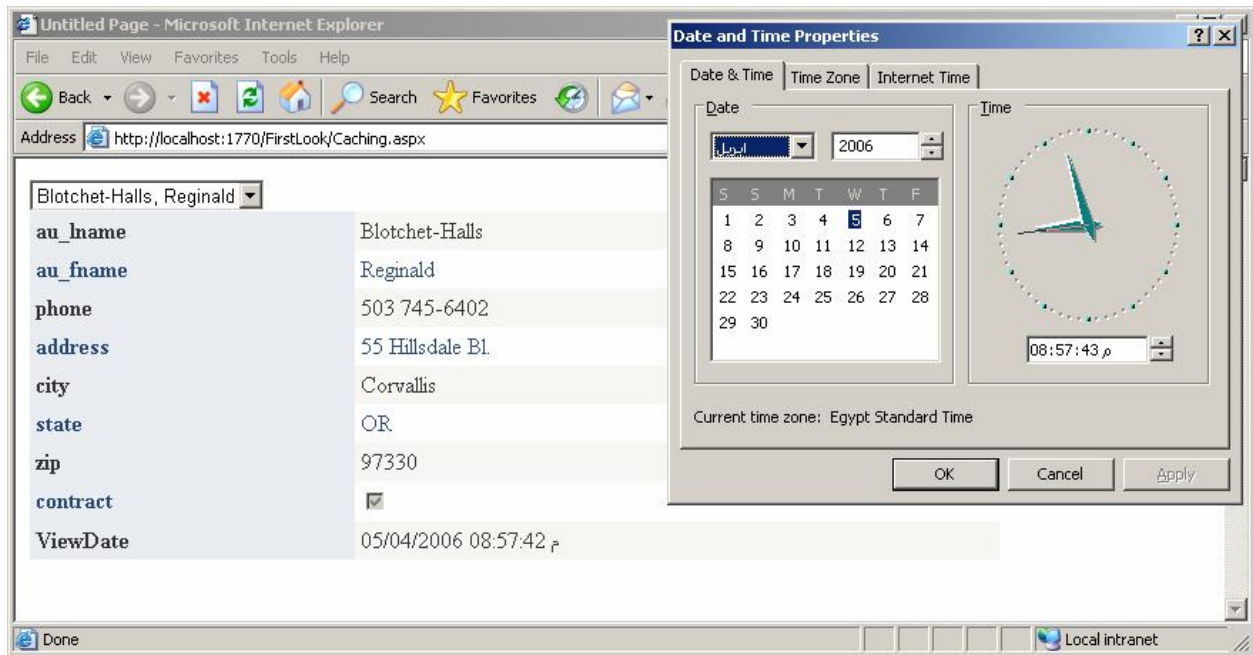 Untitled Page - Microsoft Internet Explorer
File Edit View Favorites Tools Help
Back Search Favorites
Address http://localhost:1770/FirstLook/Caching.aspx
Blotchet-Halls, Reginald
au_lname Blotchet-Halls
au_fname Reginald
phone 503 745-6402
address 55 Hillsdale Bl.
city Corvallis
state OR
zip 97330
contract
ViewDate 05/04/2006 08:57:42 م
Done Local intranet
Date and Time Properties
Date & Time Time Zone Internet Time
Date
ابريل 2006
S S M T W T F
1 2 3 4 5 6 7
8 9 10 11 12 13 14
15 16 17 18 19 20 21
22 23 24 25 26 27 28
29 30
Time
08:57:43 م
Current time zone: Egypt Standard Time
OK Cancel Apply